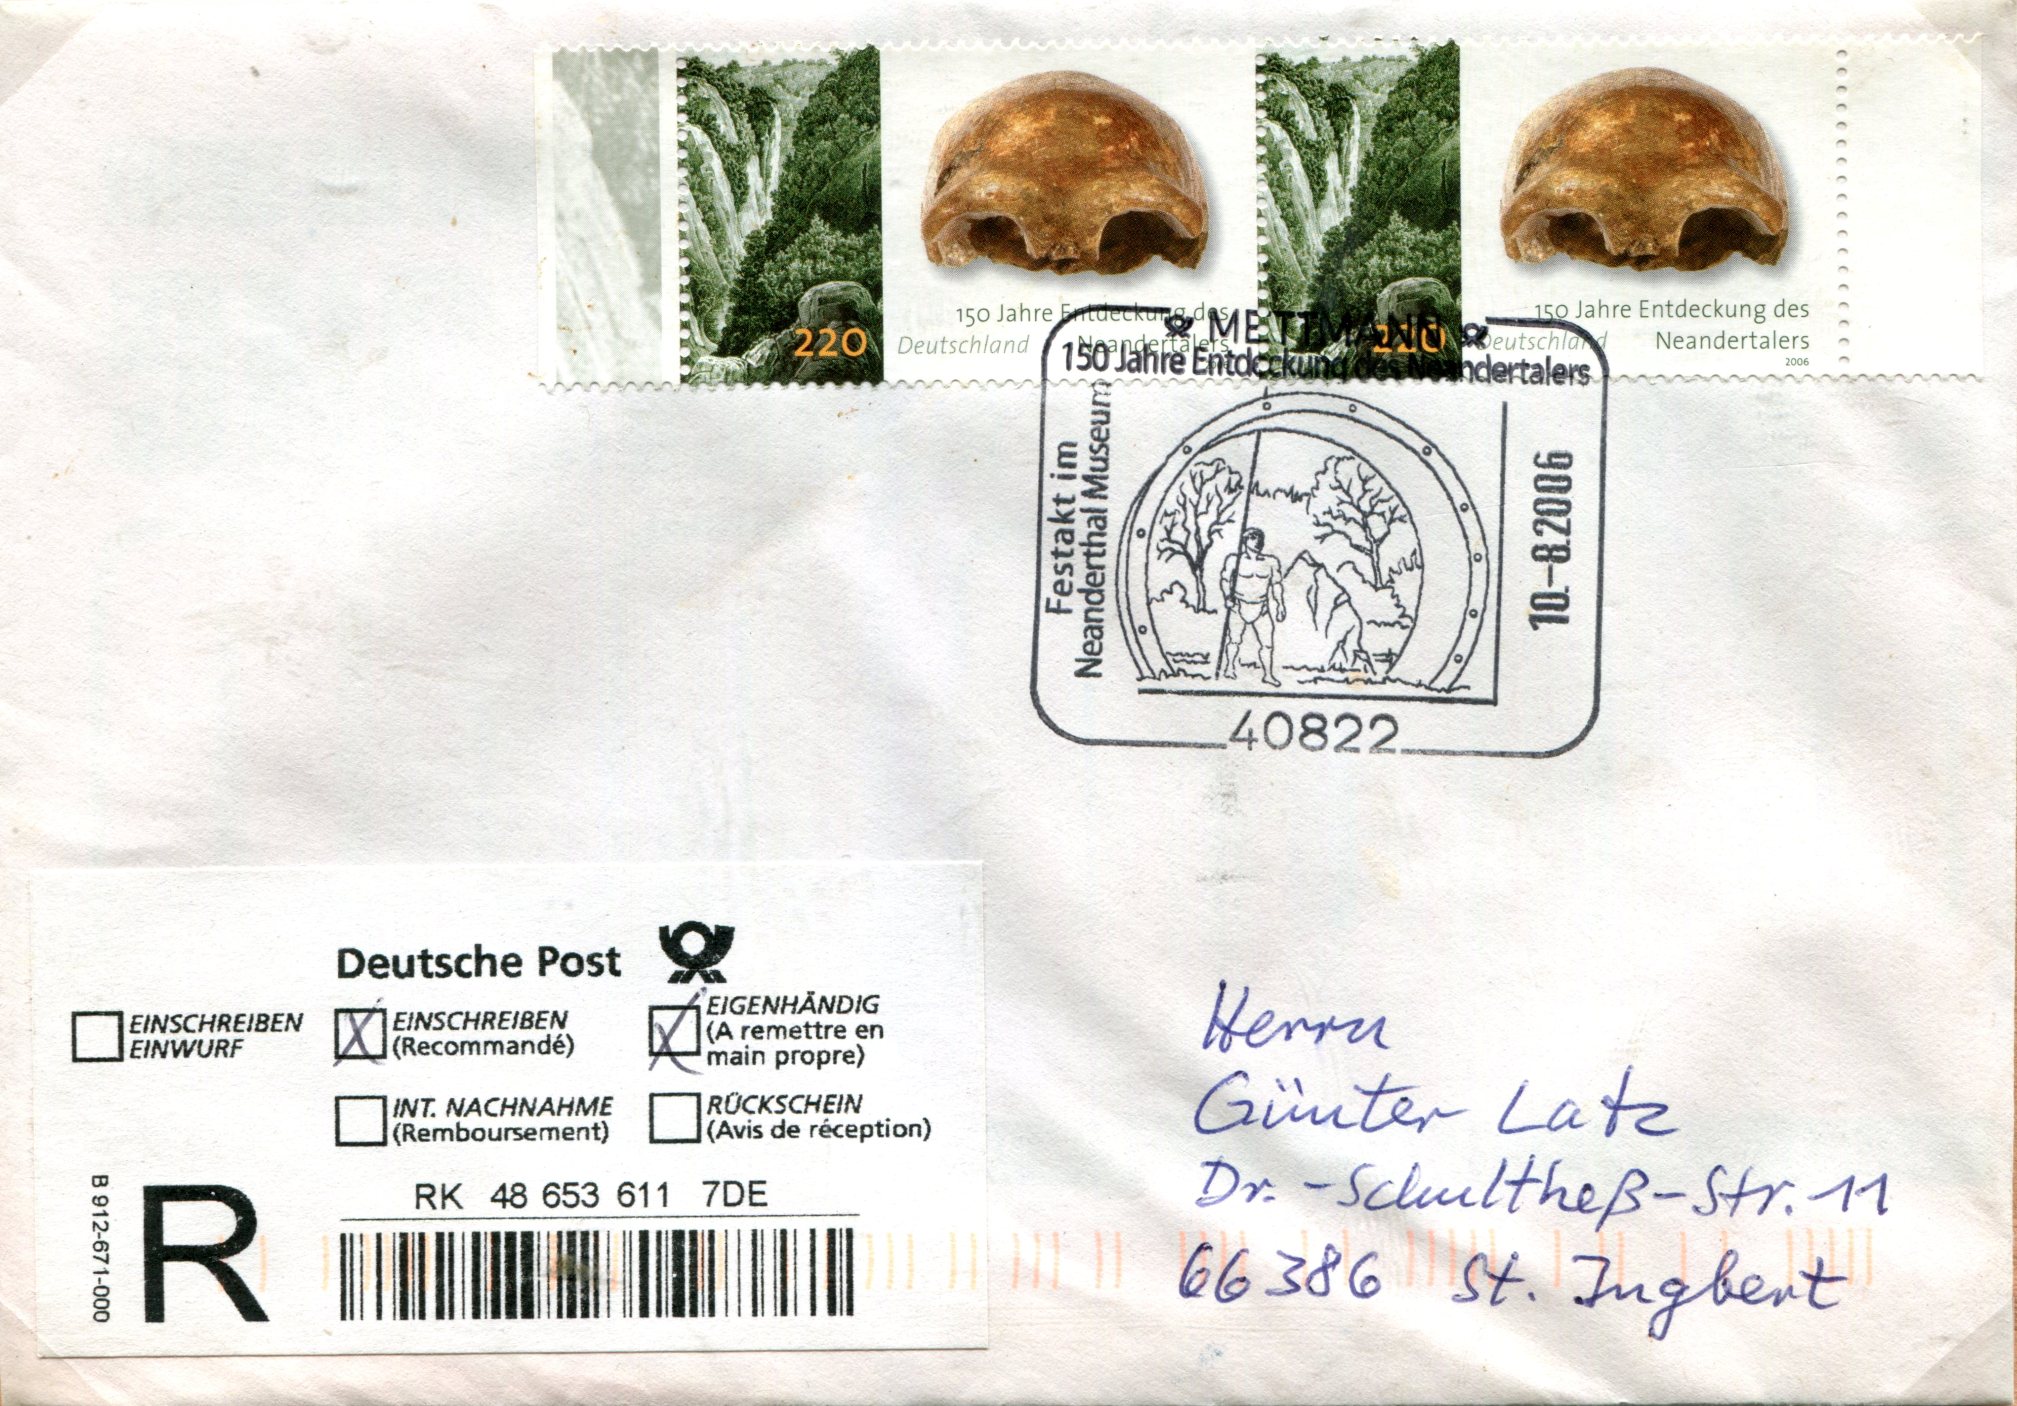 220
150 Jahre Entdeckung des
Deutschland Neandertalers
220
150 Jahre Entdeckung des
Deutschland Neandertalers
2006
METTMANN
150 Jahre Entdeckung des Neandertalers
Festakt im
Neanderthal Museum
10.-8.2006
40822
Deutsche Post
EINSCHREIBEN
EINWURF
X EINSCHREIBEN
(Recommandé)
X EIGENHÄNDIG
(A remettre en
main propre)
INT. NACHNAHME
(Remboursement)
RÜCKSCHEIN
(Avis de réception)
B 912-671-000
R
RK 48 653 611 7DE
Herrn
Günter Latz
Dr.-Schultheß-Str. 11
66386 St. Ingbert